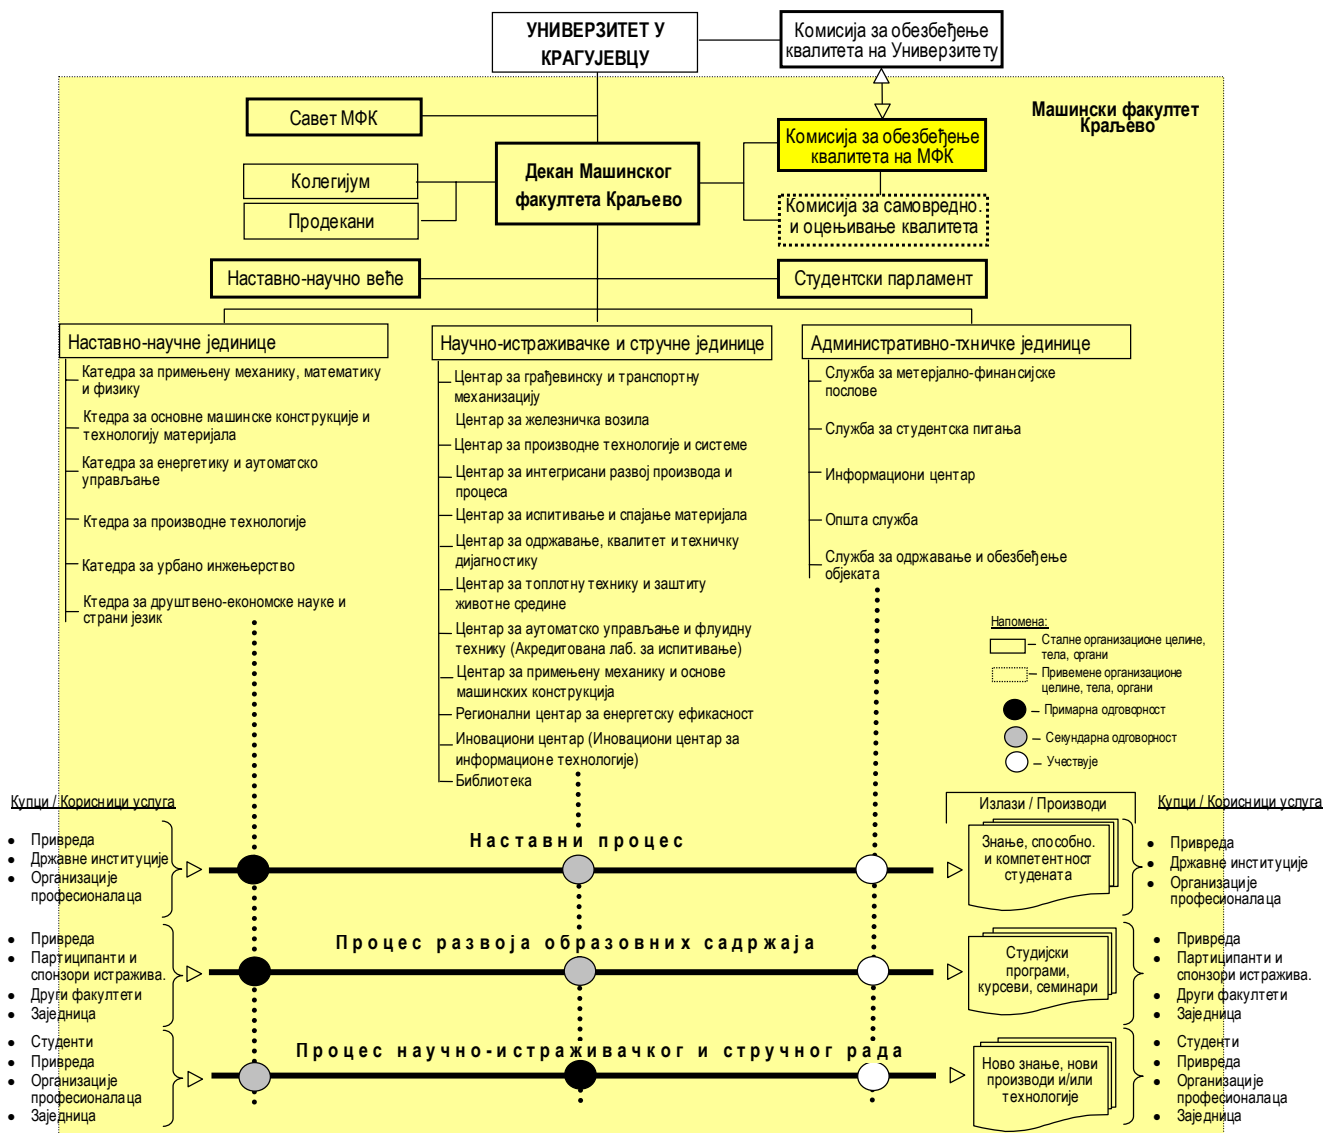 УНИВЕРЗИТЕТ У
КРАГУЈЕВЦУ
Комисија за обезбеђење
квалитета на Универзитету
Машински факултет
Краљево
Савет МФК
Комисија за обезбеђење
квалитета на МФК
Декан Машинског
факултета Краљево
Колегијум
Продекани
Комисија за самовредно.
и оцењивање квалитета
Наставно-научно веће
Студентски парламент
Наставно-научне јединице
Катедра за примењену механику, математику
и физику
Ктедра за основне машинске конструкције и
технологију материјала
Катедра за енергетику и аутоматско
управљање
Ктедра за производне технологије
Катедра за урбано инжењерство
Ктедра за друштвено-економске науке и
страни језик
Научно-истраживачке и стручне јединице
Центар за грађевинску и транспортну
механизацију
Центар за железничка возила
Центар за производне технологије и системе
Центар за интегрисани развој производа и
процеса
Центар за испитивање и спајање материјала
Центар за одржавање, квалитет и техничку
дијагностику
Центар за топлотну технику и заштиту
животне средине
Центар за аутоматско управљање и флуидну
технику (Акредитована лаб. за испитивање)
Центар за примењену механику и основе
машинских конструкција
Регионални центар за енергетску ефикасност
Иновациони центар (Иновациони центар за
информационе технологије)
Библиотека
Административно-тхничке јединице
Служба за метерјално-финансијске
послове
Служба за студентска питања
Информациони центар
Општа служба
Служба за одржавање и обезбеђење
објеката
Напомена:
– Сталне организационе целине,
тела, органи
– Привемене организационе
целине, тела, органи
– Примарна одговорност
– Секундарна одговорност
– Учествује
Купци / Корисници услуга
• Привреда
• Државне институције
• Организације
професионалаца
Наставни процес
Излази / Производи
Знање, способно.
и компетентност
студената
Купци / Корисници услуга
• Привреда
• Државне институције
• Организације
професионалаца
• Привреда
• Партиципанти и
спонзори истражива.
• Други факултети
• Заједница
Процес развоја образовних садржаја
Студијски
програми,
курсеви, семинари
• Привреда
• Партиципанти и
спонзори истражива.
• Други факултети
• Заједница
• Студенти
• Привреда
• Организације
професионалаца
• Заједница
Процес научно-истраживачког и стручног рада
Ново знање, нови
производи и/или
технологије
• Студенти
• Привреда
• Организације
професионалаца
• Заједница